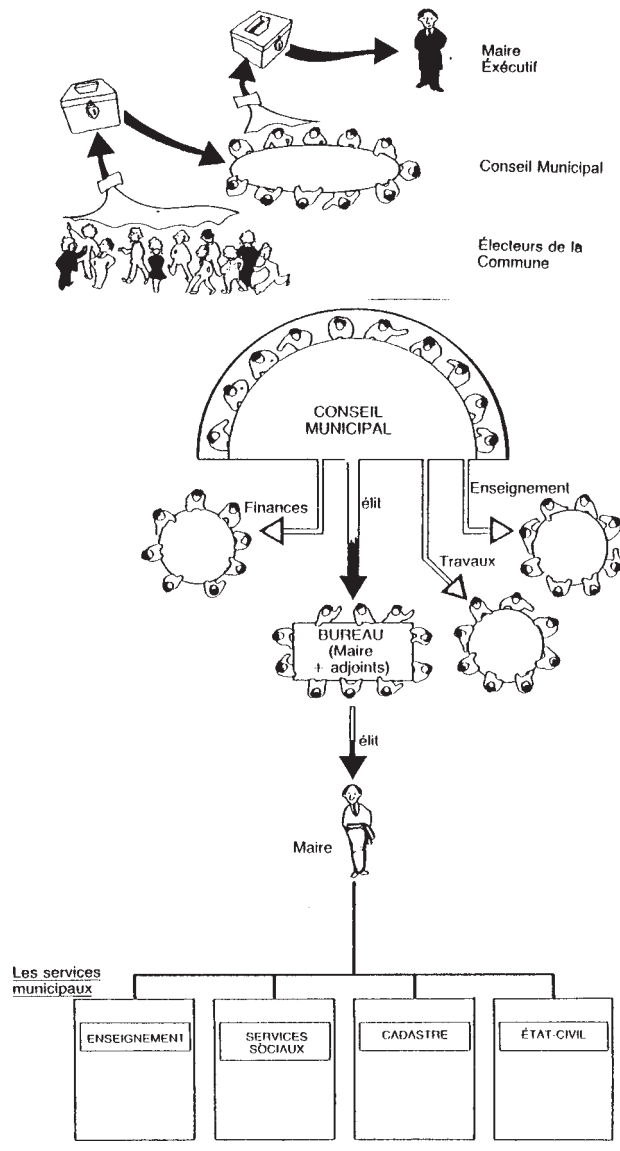 Maire
Éxécutif
Conseil Municipal
Électeurs de la
Commune
CONSEIL
MUNICIPAL
Finances
élit
Enseignement
Travaux
BUREAU
(Maire
+ adjoints)
élit
Maire
Les services
municipaux
ENSEIGNEMENT
SERVICES
SOCIAUX
CADASTRE
ÉTAT-CIVIL